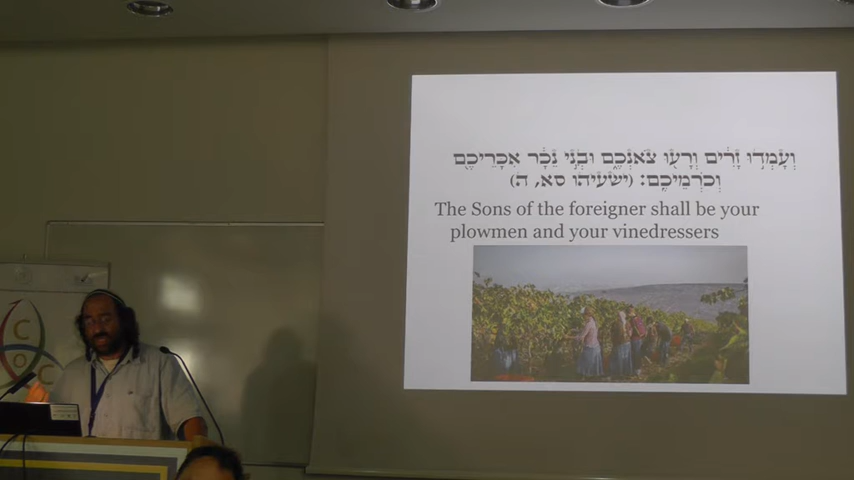 וְעָמְדוּ זָרִים וְרָעוּ צֹאנְכֶם וּבְנֵי נֵכָר אִכָּרֵיכֶם
וְכֹרְמֵיכֶם: (ישעיהו סא, ה)
The Sons of the foreigner shall be your
plowmen and your vinedressers
C
O C